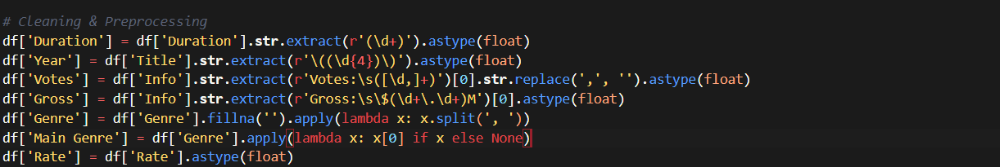 # Cleaning & Preprocessing
df['Duration'] = df['Duration'].str.extract(r'(\d+)').astype(float)
df['Year'] = df['Title'].str.extract(r'\((\d{4})\)').astype(float)
df['Votes'] = df['Info'].str.extract(r'Votes:\s([\d,]+)')[0].str.replace(',', '').astype(float)
df['Gross'] = df['Info'].str.extract(r'Gross:\s\$(\d+\.\d+)M')[0].astype(float)
df['Genre'] = df['Genre'].fillna('').apply(lambda x: x.split(', '))
df['Main Genre'] = df['Genre'].apply(lambda x: x[0] if x else None)
df['Rate'] = df['Rate'].astype(float)